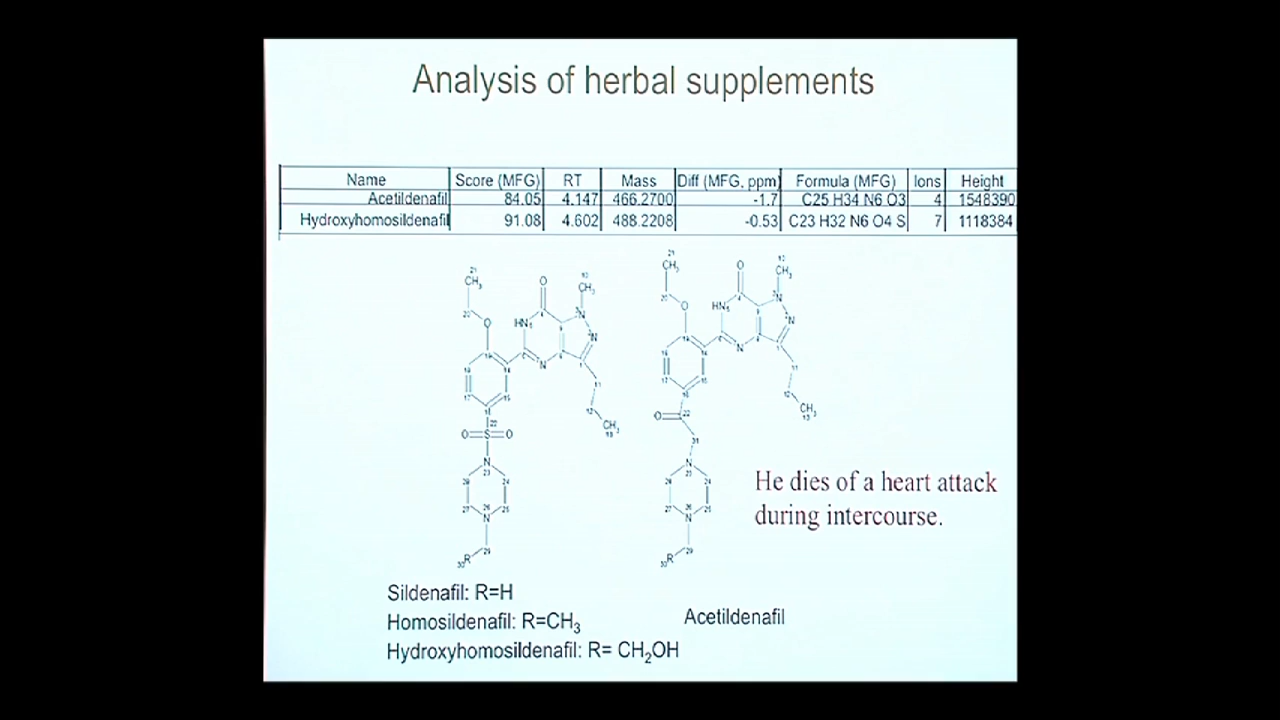 Analysis of herbal supplements
Name Score (MFG) RT Mass Diff (MFG, ppm) Formula (MFG) Ions Height
Acetildenafil 84.05 4.147 466.2700 -1.7 C25 H34 N6 O3 4 1548390
Hydroxyhomosildenafil 91.08 4.602 488.2208 -0.53 C23 H32 N6 O4 S 7 1118384
He dies of a heart attack
during intercourse.
Sildenafil: R=H
Homosildenafil: R=CH3
Hydroxyhomosildenafil: R= CH2OH
Acetildenafil